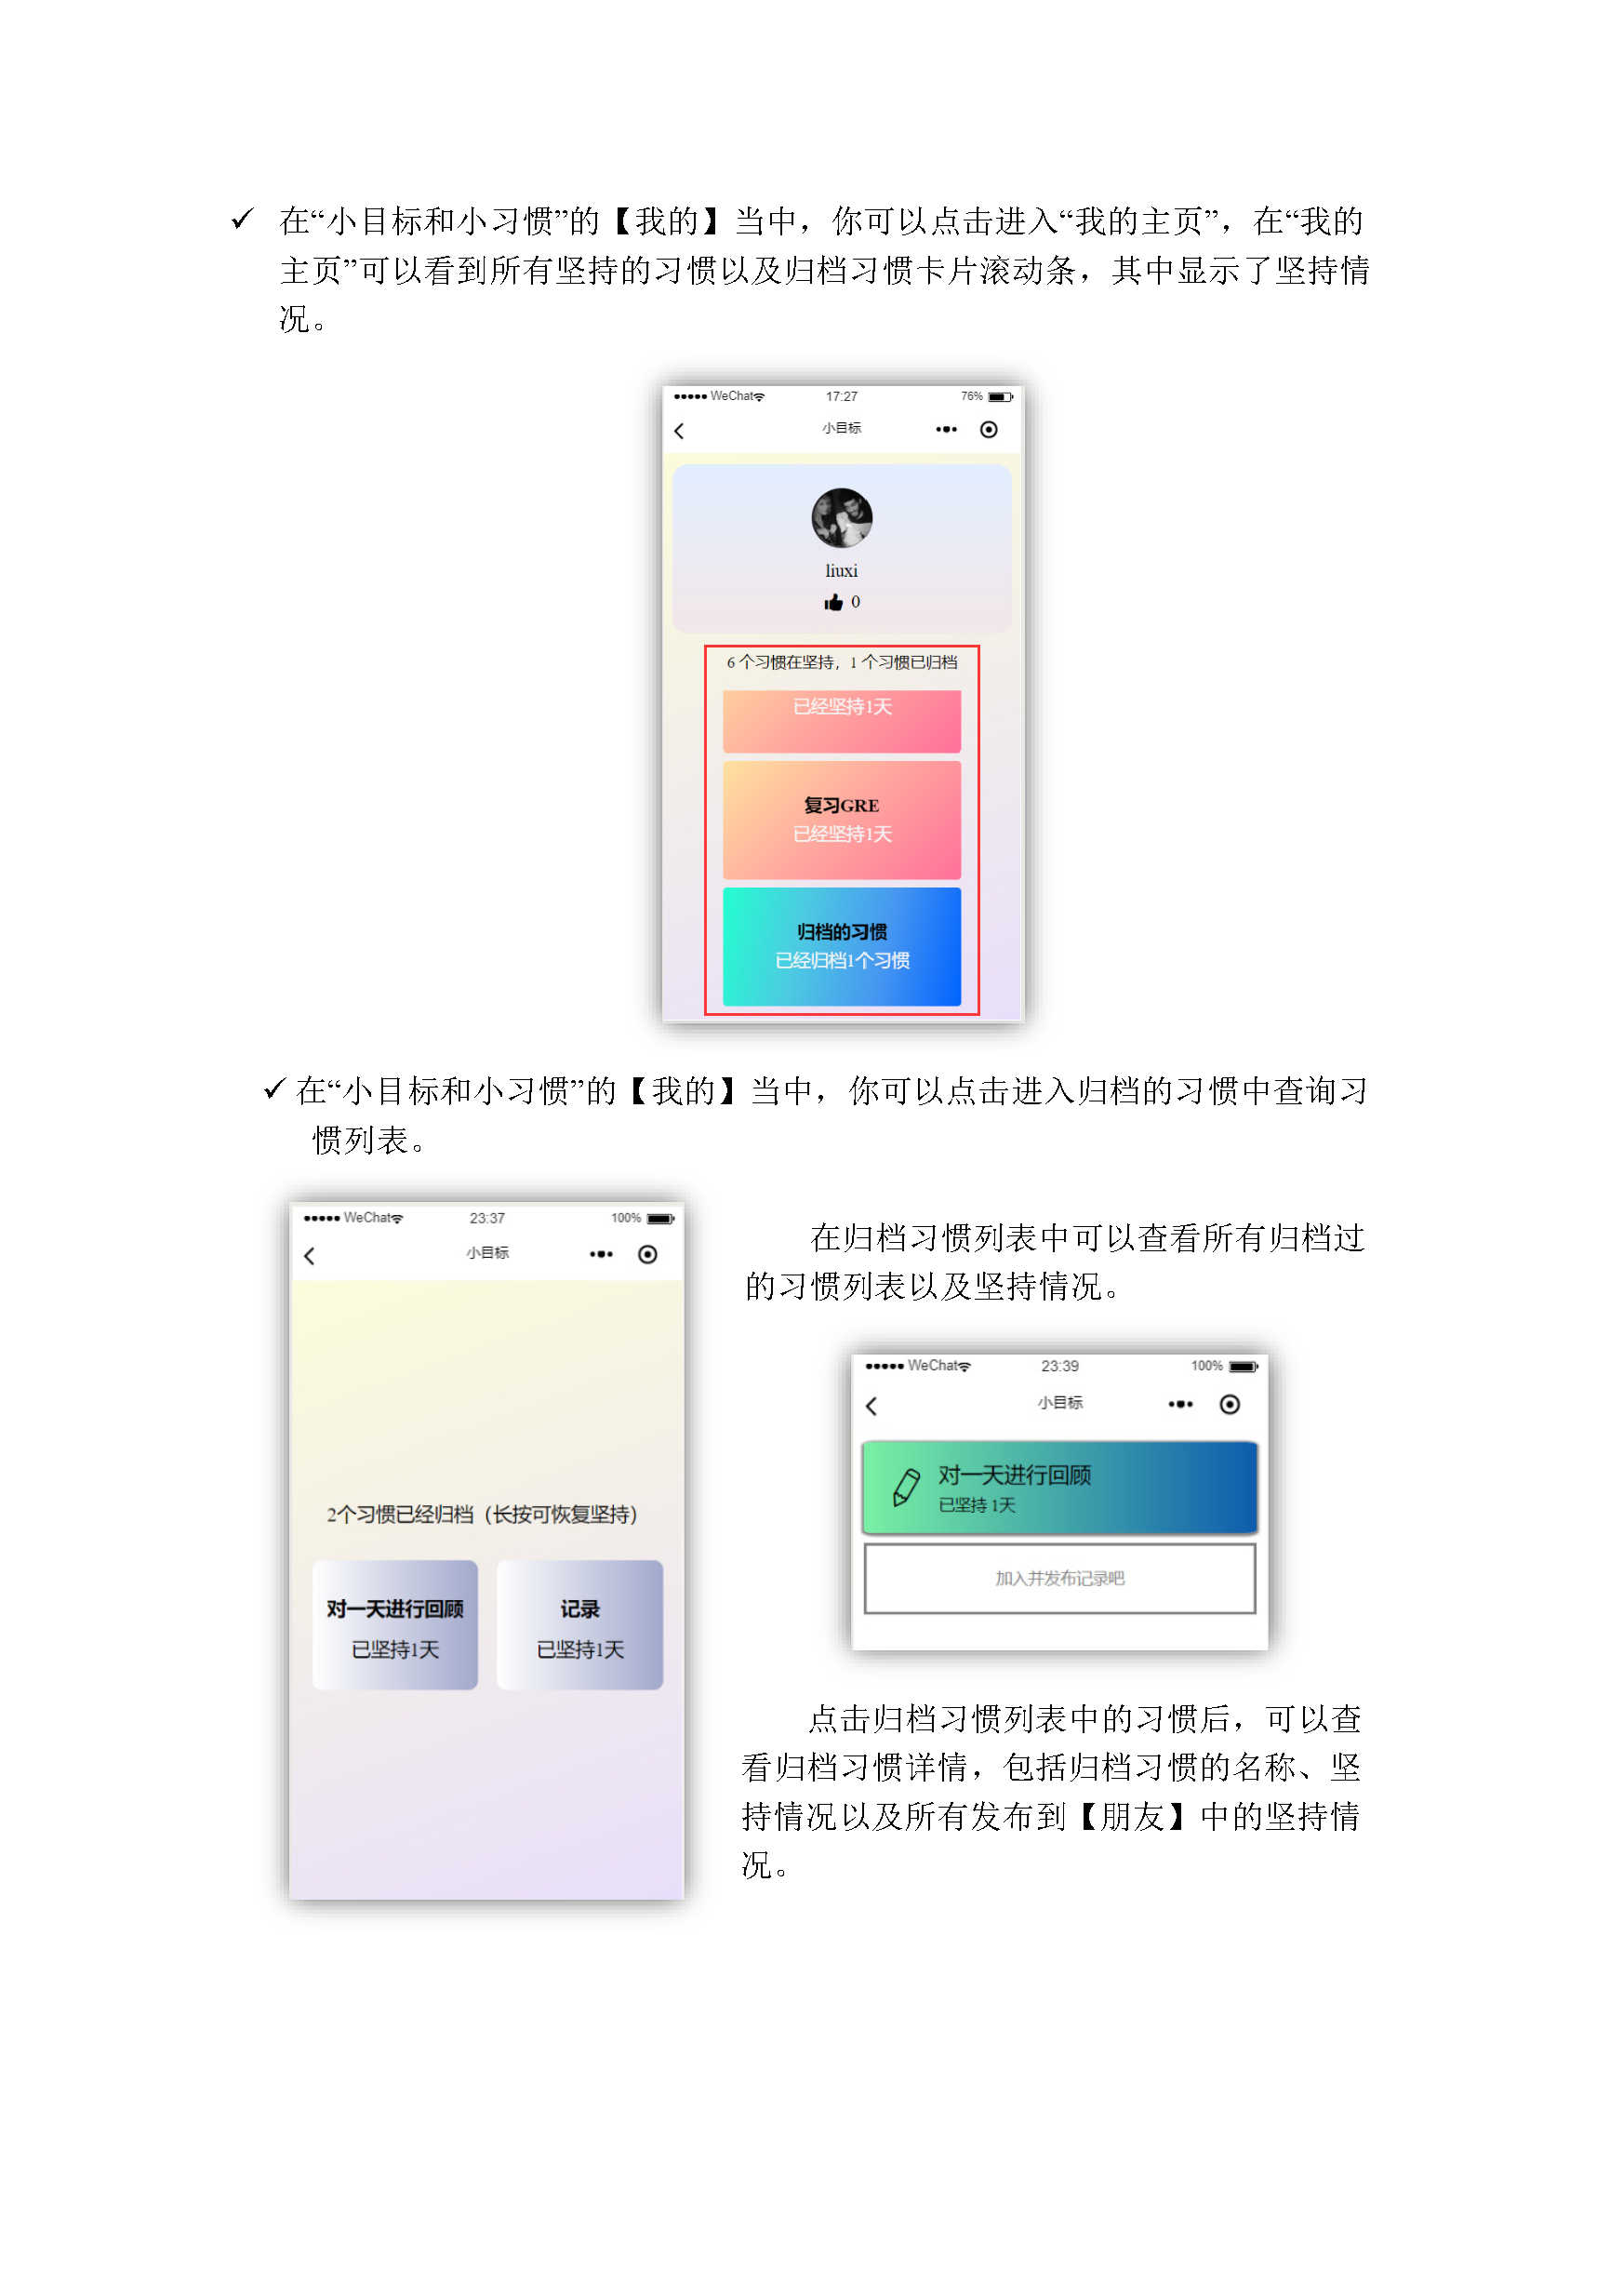 ✓ 在“小目标和小习惯”的【我的】当中，你可以点击进入“我的主页”，在“我的
主页”可以看到所有坚持的习惯以及归档习惯卡片滚动条，其中显示了坚持情
况。
WeChat 17:27 76%
小目标
liuxi
0
6 个习惯在坚持，1 个习惯已归档
已经坚持1天
复习GRE
已经坚持1天
归档的习惯
已经归档1个习惯
✓ 在“小目标和小习惯”的【我的】当中，你可以点击进入归档的习惯中查询习
惯列表。
WeChat 23:37 100%
小目标
2个习惯已经归档（长按可恢复坚持）
对一天进行回顾
已坚持1天
记录
已坚持1天
在归档习惯列表中可以查看所有归档过
的习惯列表以及坚持情况。
WeChat 23:39 100%
小目标
对一天进行回顾
已坚持 1天
加入并发布记录吧
点击归档习惯列表中的习惯后，可以查
看归档习惯详情，包括归档习惯的名称、坚
持情况以及所有发布到【朋友】中的坚持情
况。